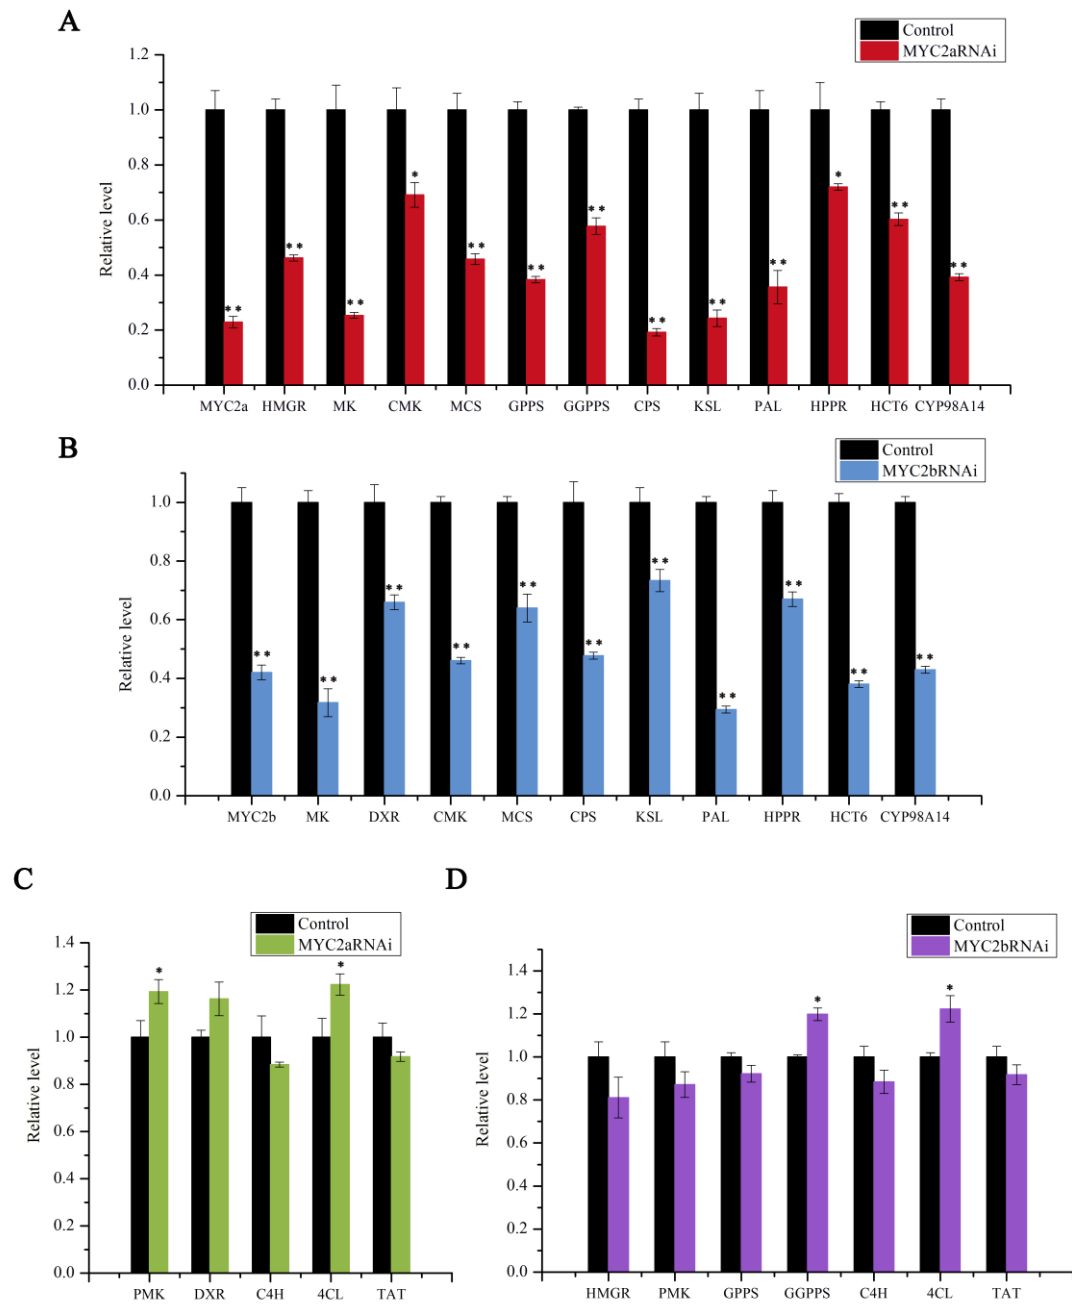 A
Control
MYC2aRNAi
1.2
1.0
0.8
0.6
0.4
0.2
0.0
Relative level
* *
* *
* *
*
* *
* *
* *
* *
* *
* *
*
* *
* *
MYC2a HMGR MK CMK MCS GPPS GGPPS CPS KSL PAL HPPR HCT6 CYP98A14
B
Control
MYC2bRNAi
1.0
0.8
0.6
0.4
0.2
0.0
Relative level
* *
* *
* *
* *
* *
* *
* *
* *
* *
* *
* *
MYC2b MK DXR CMK MCS CPS KSL PAL HPPR HCT6 CYP98A14
C
Control
MYC2aRNAi
1.4
1.2
1.0
0.8
0.6
0.4
0.2
0.0
Relative level
*
*
PMK DXR C4H 4CL TAT
D
Control
MYC2bRNAi
1.4
1.2
1.0
0.8
0.6
0.4
0.2
0.0
Relative level
*
*
HMGR PMK GPPS GGPPS C4H 4CL TAT